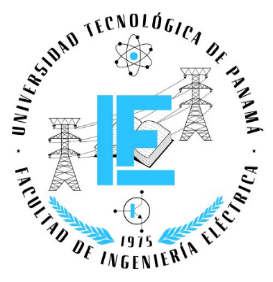 UNIVERSIDAD TECNOLÓGICA DE PANAMÁ
IE
1975
· FACULTAD DE INGENIERÍA ELÉCTRICA ·